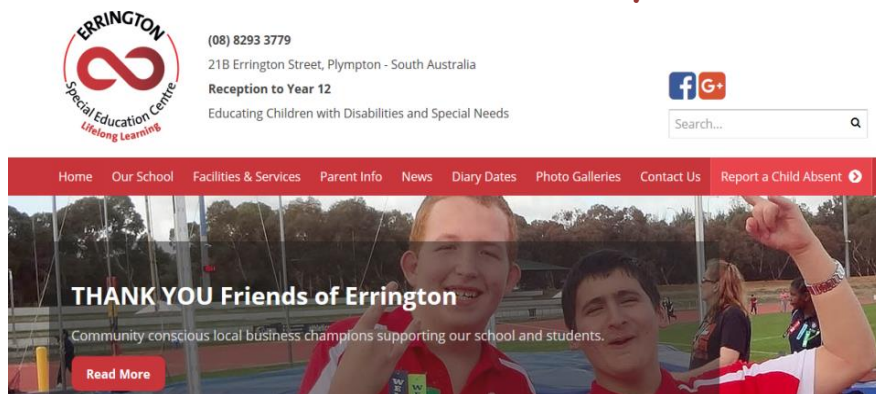 ERRINGTON
Special Education Centre
Lifelong Learning
(08) 8293 3779
21B Errington Street, Plympton - South Australia
Reception to Year 12
Educating Children with Disabilities and Special Needs
f G+
Search...
Home Our School Facilities & Services Parent Info News Diary Dates Photo Galleries Contact Us Report a Child Absent
THANK YOU Friends of Errington
Community conscious local business champions supporting our school and students.
Read More